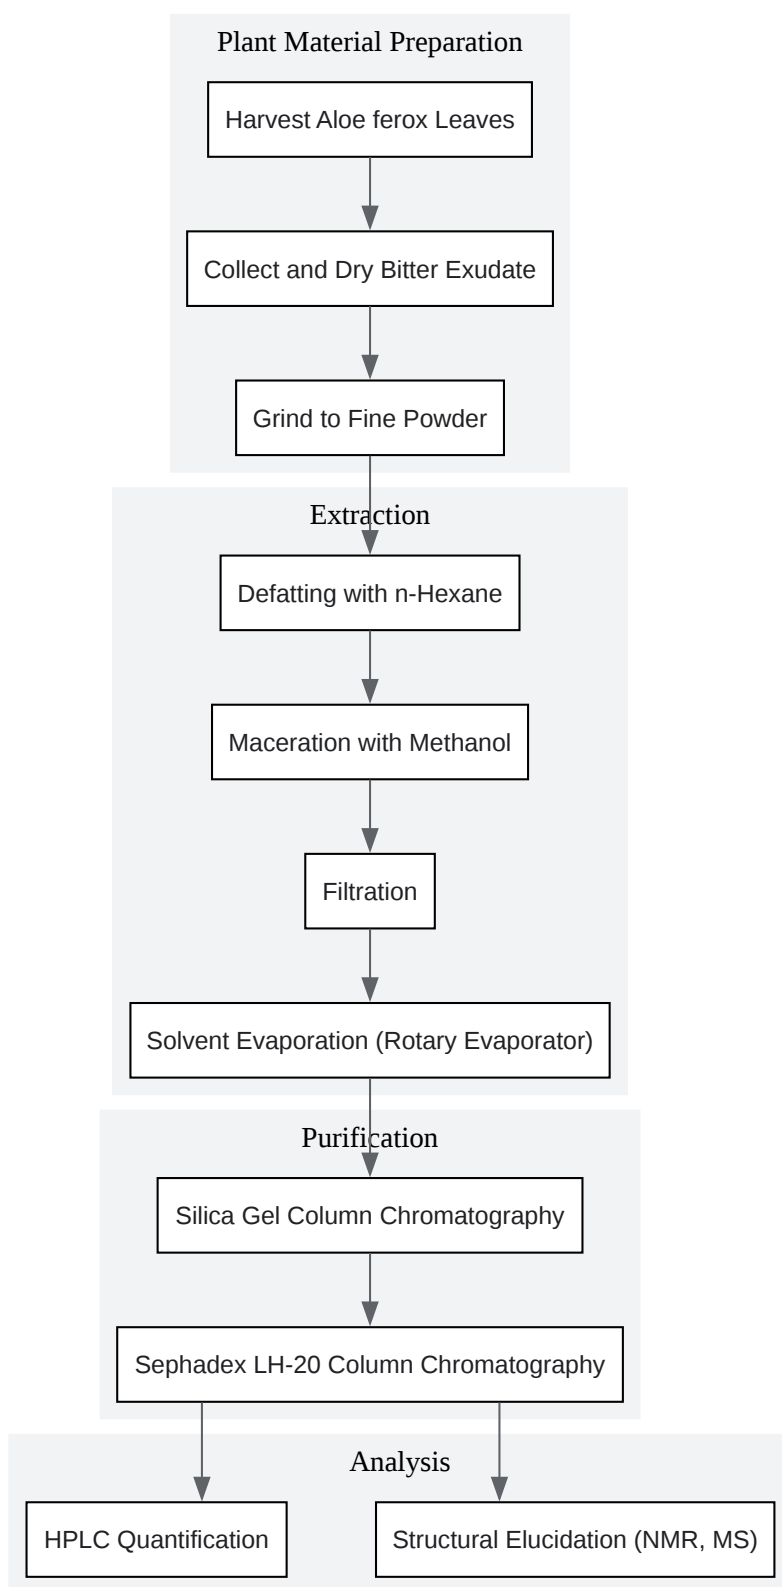 Plant Material Preparation
Harvest Aloe ferox Leaves
Collect and Dry Bitter Exudate
Grind to Fine Powder
Extraction
Defatting with n-Hexane
Maceration with Methanol
Filtration
Solvent Evaporation (Rotary Evaporator)
Purification
Silica Gel Column Chromatography
Sephadex LH-20 Column Chromatography
Analysis
HPLC Quantification
Structural Elucidation (NMR, MS)